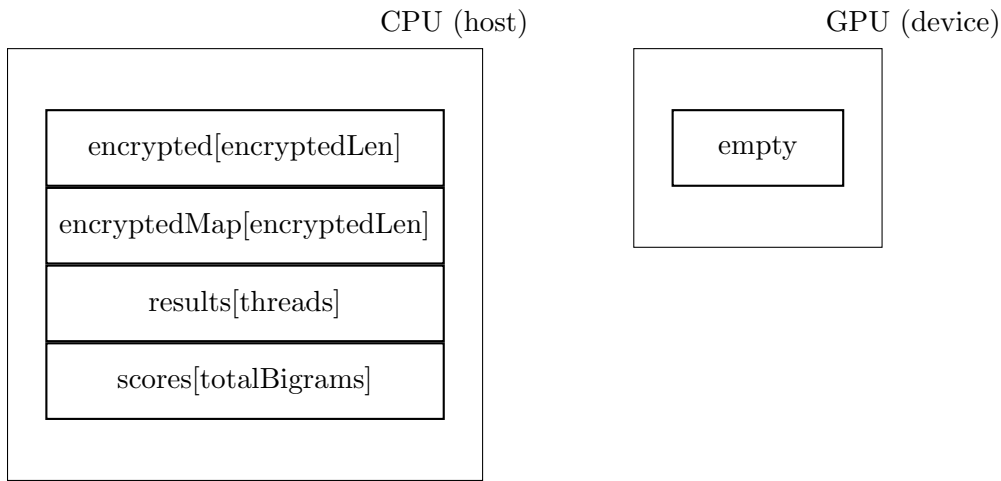 CPU (host)
GPU (device)
encrypted[encryptedLen]
empty
encryptedMap[encryptedLen]
results[threads]
scores[totalBigrams]